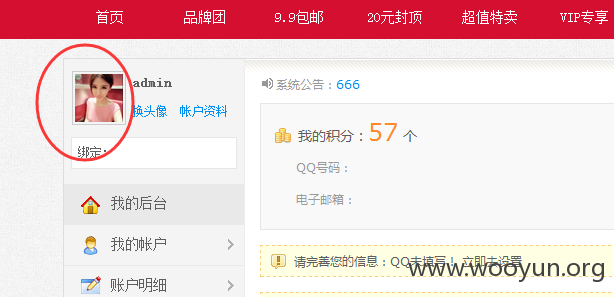 首页 品牌团 9.9包邮 20元封顶 超值特卖 VIP专享
admin
换头像 帐户资料
绑定:
我的后台
我的帐户
账户明细
系统公告：666
我的积分：57 个
QQ号码：
电子邮箱：
请完善您的信息：QQ未填写！ 立即去设置
www.wooyun.org